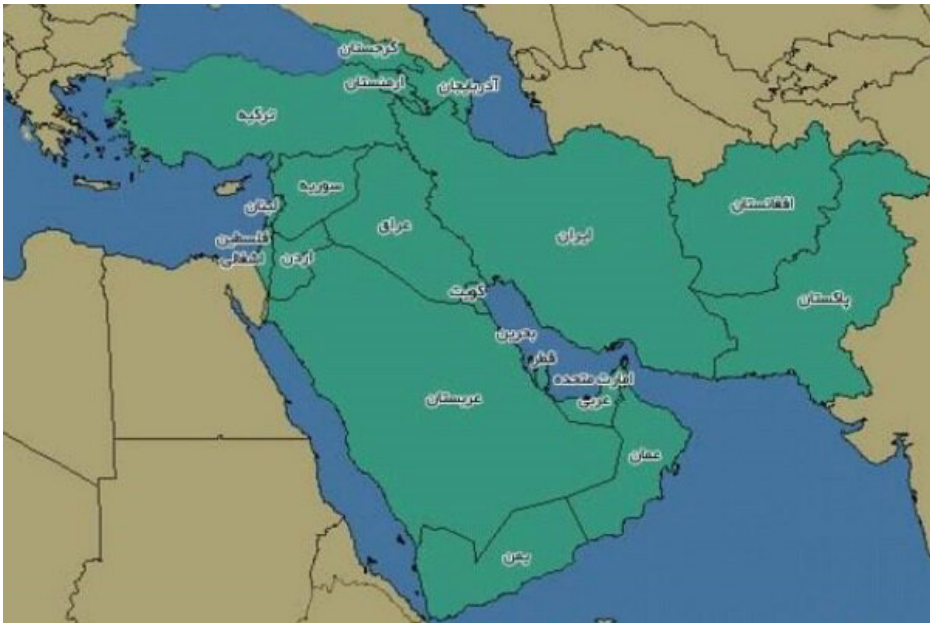 گرجستان
ارمنستان
آذربایجان
ترکیه
سوریه
لبنان
عراق
ایران
افغانستان
فلسطین
اشغالی
اردن
پاکستان
کویت
بحرین
قطر
امارت متحده
عربی
عربستان
عمان
یمن